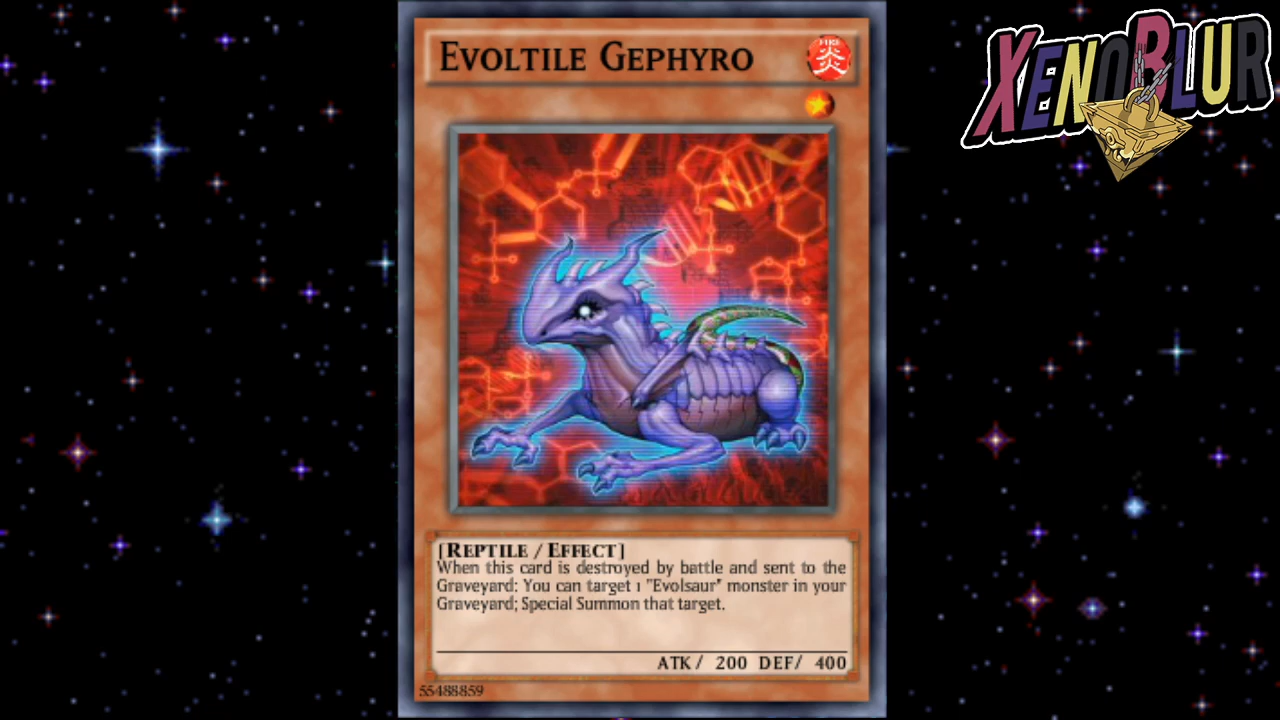 XENOBLUR
EVOLTILE GEPHYRO
FIRE
炎
[REPTILE / EFFECT]
When this card is destroyed by battle and sent to the
Graveyard: You can target 1 "Evolsaur" monster in your
Graveyard; Special Summon that target.
ATK / 200 DEF/ 400
55488859